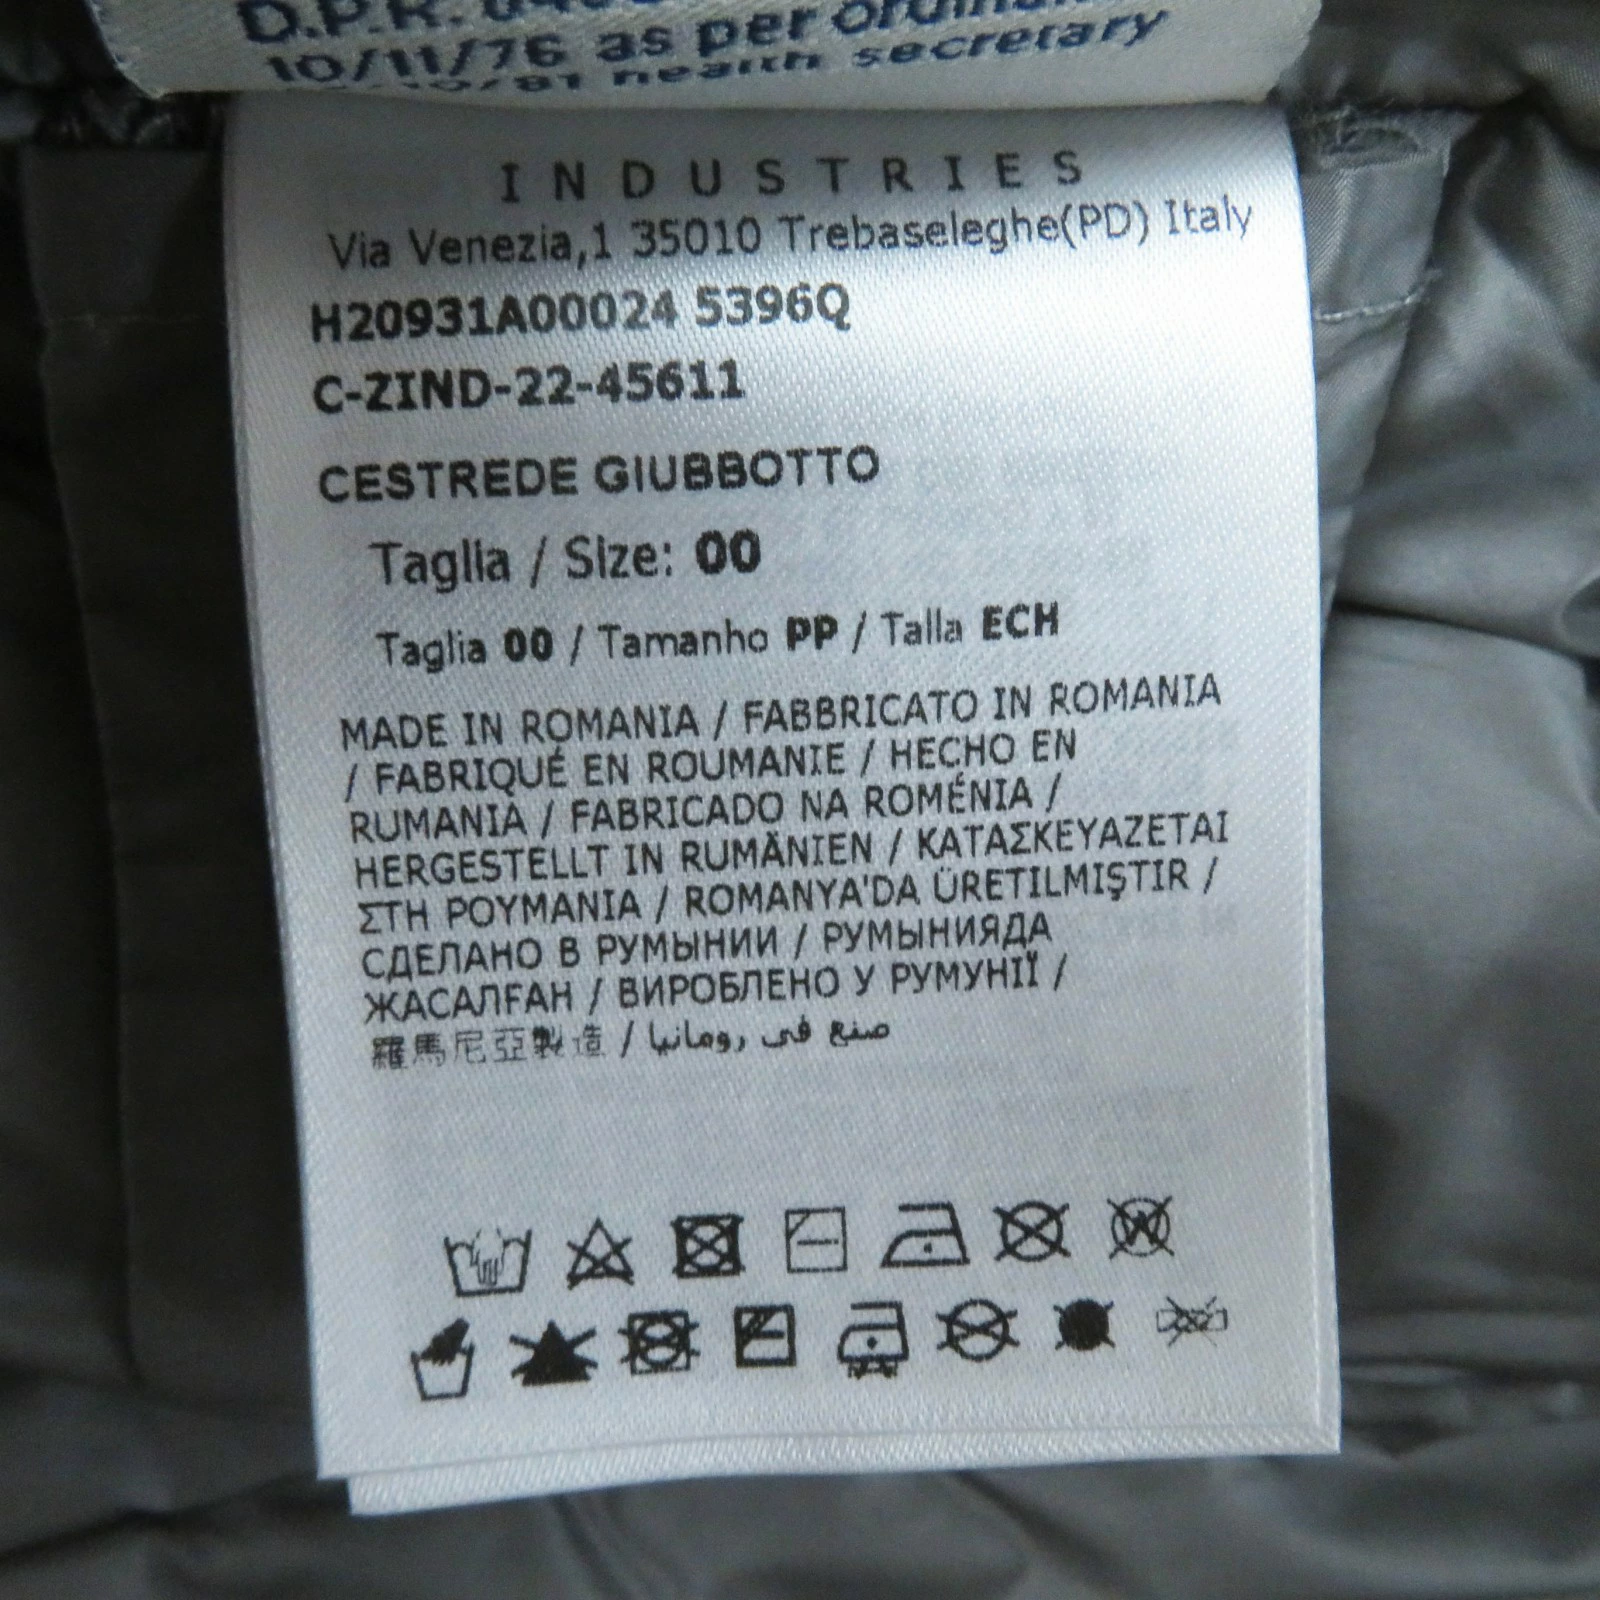 10/11/76 as per
health secretary
INDUSTRIES
Via Venezia,1 35010 Trebaseleghe(PD) Italy
H20931A00024 5396Q
C-ZIND-22-45611
CESTREDE GIUBBOTTO
Taglia / Size: 00
Taglia 00 / Tamanho PP / Talla ECH
MADE IN ROMANIA / FABBRICATO IN ROMANIA
/ FABRIQUÉ EN ROUMANIE / HECHO EN
RUMANIA / FABRICADO NA ROMÉNIA /
HERGESTELLT IN RUMÄNIEN / ΚΑΤΑΣΚΕΥΑΖΕΤΑΙ
ΣΤΗ ΡΟΥΜΑΝΙΑ / ROMANYA'DA ÜRETILMIŞTIR /
СДЕЛАНО В РУМЫНИИ / РУМЫНИЯДА
ЖАСАЛҒАН / ВИРОБЛЕНО У РУМУНІЇ /
羅馬尼亞製造 / صنع في رومانيا
W